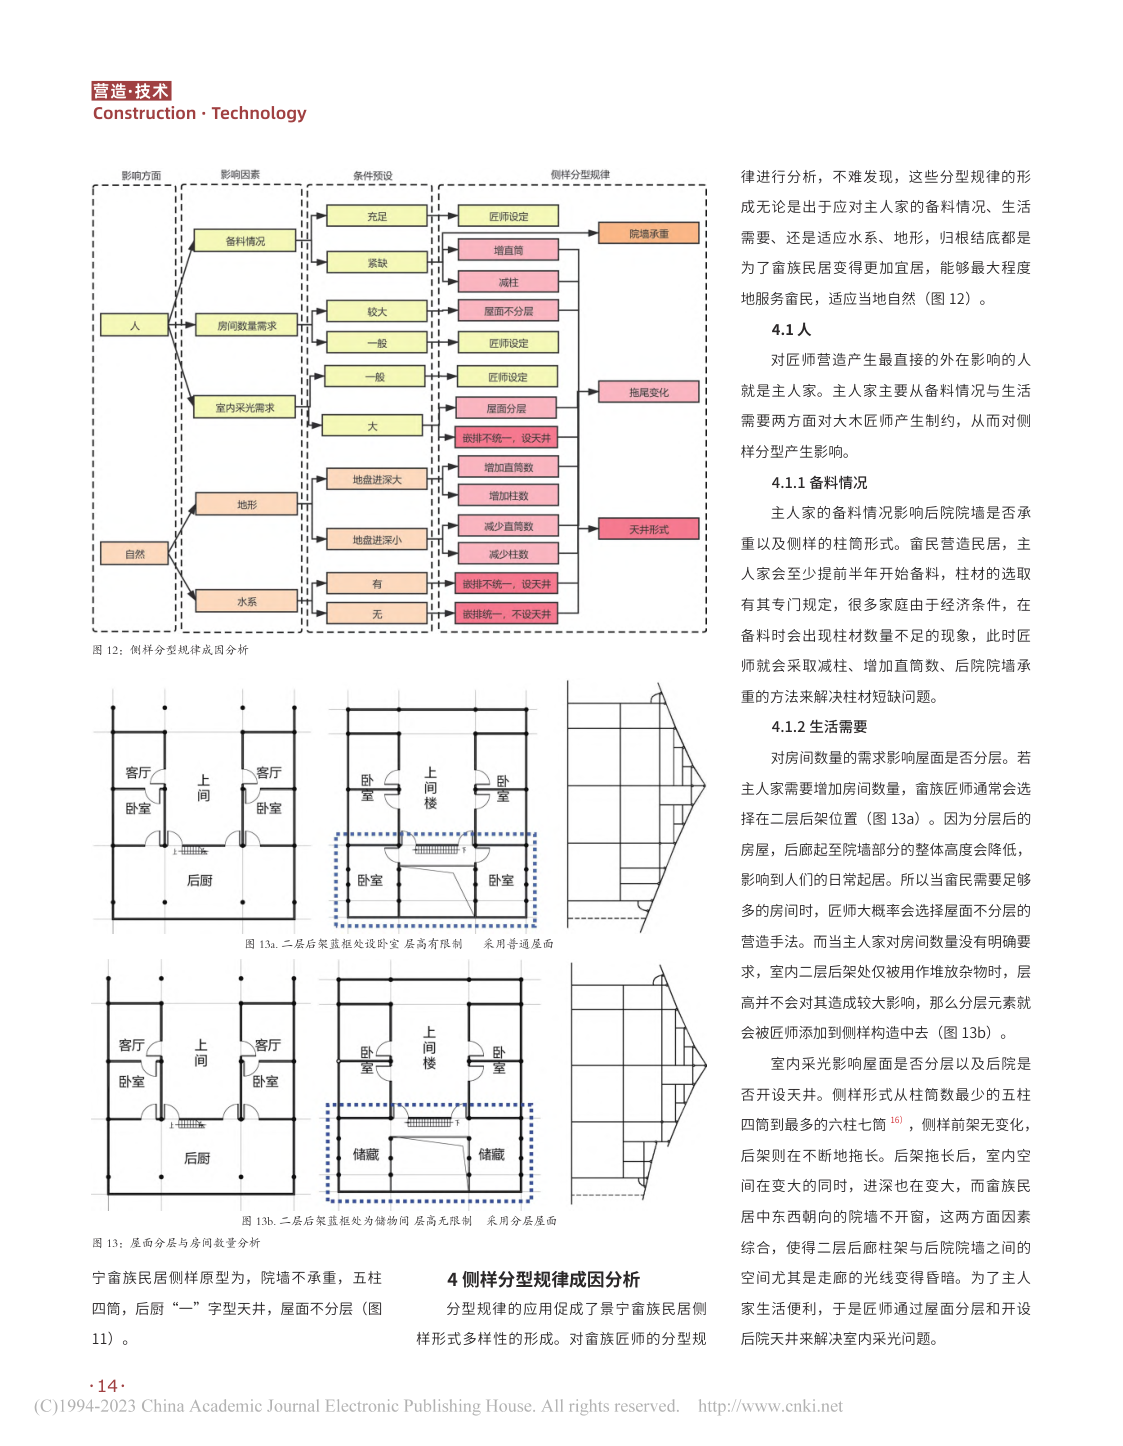 营造·技术
Construction · Technology
影响方面
影响因素
条件预设
侧样分型规律
人
自然
备料情况
房间数量需求
室内采光需求
地形
水系
充足
紧缺
较大
一般
一般
大
地盘进深大
地盘进深小
有
无
匠师设定
增直筒
减柱
屋面不分层
匠师设定
匠师设定
屋面分层
嵌排不统一，设天井
增加直筒数
增加柱数
减少直筒数
减少柱数
嵌排不统一，设天井
嵌排统一，不设天井
院墙承重
拖尾变化
天井形式
图 12：侧样分型规律成因分析
客厅
上间
客厅
卧室
卧室
上
后厨
卧室
上间楼
卧室
下
卧室
卧室
图 13a. 二层后架蓝框处设卧室 层高有限制 采用普通屋面
客厅
上间
客厅
卧室
卧室
上
后厨
卧室
上间楼
卧室
下
储藏
储藏
图 13b. 二层后架蓝框处为储物间 层高无限制 采用分层屋面
图 13：屋面分层与房间数量分析
宁畲族民居侧样原型为，院墙不承重，五柱
四筒，后厨“一”字型天井，屋面不分层（图
11）。
4 侧样分型规律成因分析
分型规律的应用促成了景宁畲族民居侧
样形式多样性的形成。对畲族匠师的分型规
律进行分析，不难发现，这些分型规律的形
成无论是出于应对主人家的备料情况、生活
需要、还是适应水系、地形，归根结底都是
为了畲族民居变得更加宜居，能够最大程度
地服务畲民，适应当地自然（图 12）。
4.1 人
对匠师营造产生最直接的外在影响的人
就是主人家。主人家主要从备料情况与生活
需要两方面对大木匠师产生制约，从而对侧
样分型产生影响。
4.1.1 备料情况
主人家的备料情况影响后院院墙是否承
重以及侧样的柱筒形式。畲民营造民居，主
人家会至少提前半年开始备料，柱材的选取
有其专门规定，很多家庭由于经济条件，在
备料时会出现柱材数量不足的现象，此时匠
师就会采取减柱、增加直筒数、后院院墙承
重的方法来解决柱材短缺问题。
4.1.2 生活需要
对房间数量的需求影响屋面是否分层。若
主人家需要增加房间数量，畲族匠师通常会选
择在二层后架位置（图 13a）。因为分层后的
房屋，后廊起至院墙部分的整体高度会降低，
影响到人们的日常起居。所以当畲民需要足够
多的房间时，匠师大概率会选择屋面不分层的
营造手法。而当主人家对房间数量没有明确要
求，室内二层后架处仅被用作堆放杂物时，层
高并不会对其造成较大影响，那么分层元素就
会被匠师添加到侧样构造中去（图 13b）。
室内采光影响屋面是否分层以及后院是
否开设天井。侧样形式从柱筒数最少的五柱
四筒到最多的六柱七筒 16），侧样前架无变化，
后架则在不断地拖长。后架拖长后，室内空
间在变大的同时，进深也在变大，而畲族民
居中东西朝向的院墙不开窗，这两方面因素
综合，使得二层后廊柱架与后院院墙之间的
空间尤其是走廊的光线变得昏暗。为了主人
家生活便利，于是匠师通过屋面分层和开设
后院天井来解决室内采光问题。
·14·
(C)1994-2023 China Academic Journal Electronic Publishing House. All rights reserved. http://www.cnki.net